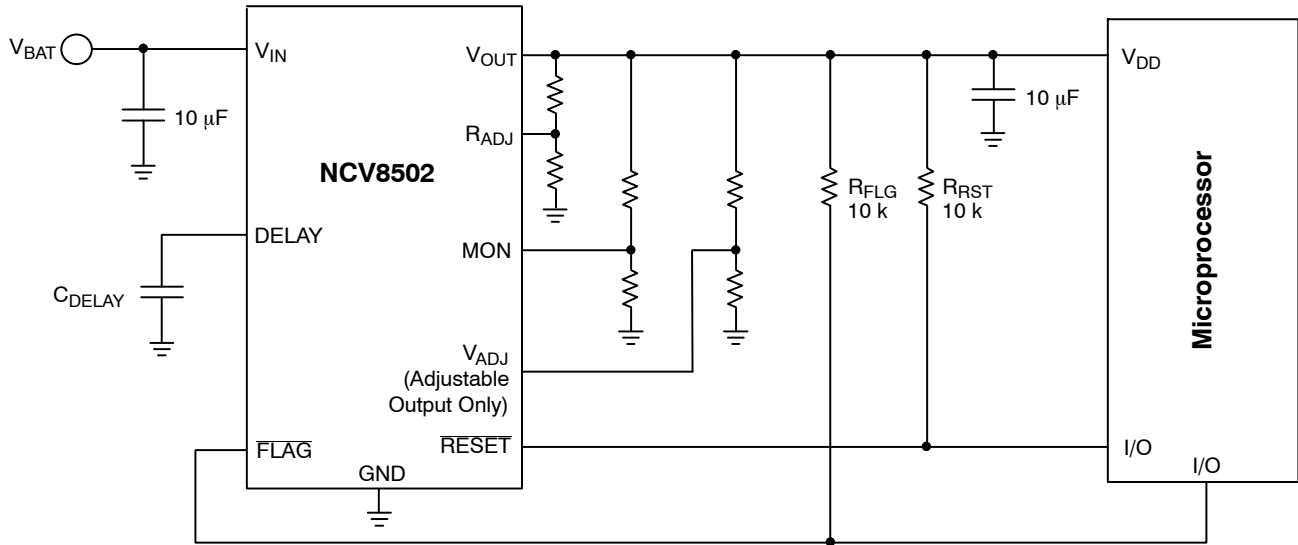 VBAT
VIN
10 μF
DELAY
CDELAY
FLAG
GND
NCV8502
VOUT
RADJ
MON
VADJ
(Adjustable
Output Only)
RESET
RFLG
10 k
RRST
10 k
10 μF
VDD
Microprocessor
I/O
I/O